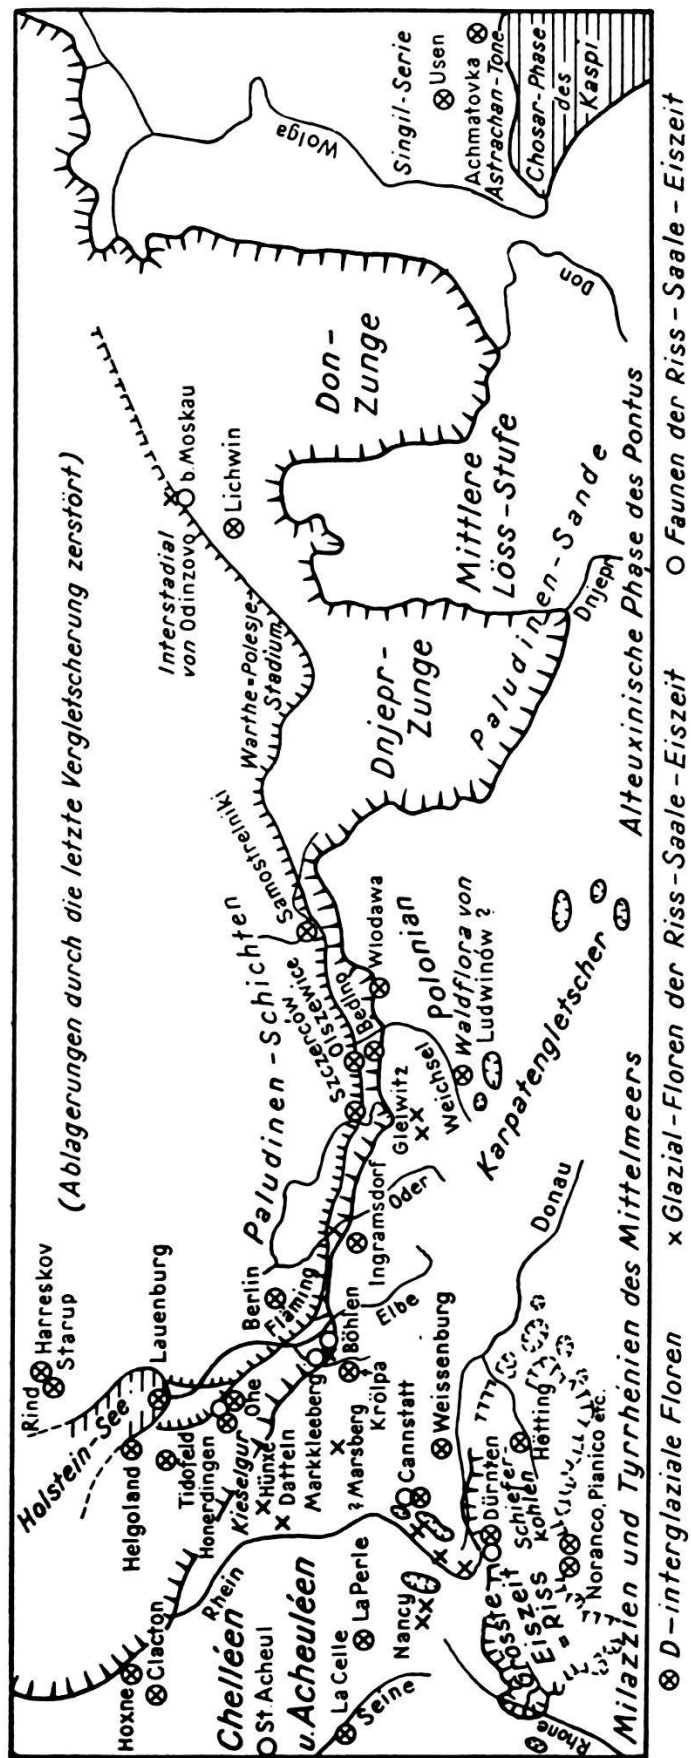 (Ablagerungen durch die letzte Vergletscherung zerstört)
Rind
Harreskov
Starup
Holstein-See
Helgoland
Lauenburg
Tidofeld
Honerdingen
Kieselgur
Ohe
Hünxe
Datteln
Berlin
Fläming
Markkleeberg
Böhlen
? Marsberg
Krölpa
Elbe
Hoxne
Clacton
Rhein
Chelléen
St. Acheul
u. Acheuléen
La Celle
La Perle
Seine
Nancy
Cannstatt
Weissenburg
Dürnten
Schiefer-
kohlen
Hötting
Noranco, Pianico etc.
Grösste
Eiszeit
= Riss
Rhone
Donau
Paludinen-Schichten
Szczerców
Olszewice
Bedlno
Samostrelniki
Wlodawa
Ingramsdorf
Oder
Gleiwitz
Weichsel
Polonian
Waldflora von
Ludwinów ?
Karpatengletscher
Warthe=Polesje-
Stadium
Interstadial
von Odinzovo
b. Moskau
Lichwin
Dnjepr-
Zunge
Don-
Zunge
Mittlere
Löss-Stufe
Paludinen-Sande
Dnjepr
Don
Wolga
Singil-Serie
Usen
Achmatovka
Astrachan-Tone
Chosar-Phase
des
Kaspi
Milazzien und Tyrrhénien des Mittelmeers
Alteuxinische Phase des Pontus
D-interglaziale Floren
x Glazial-Floren der Riss-Saale-Eiszeit
Faunen der Riss-Saale-Eiszeit